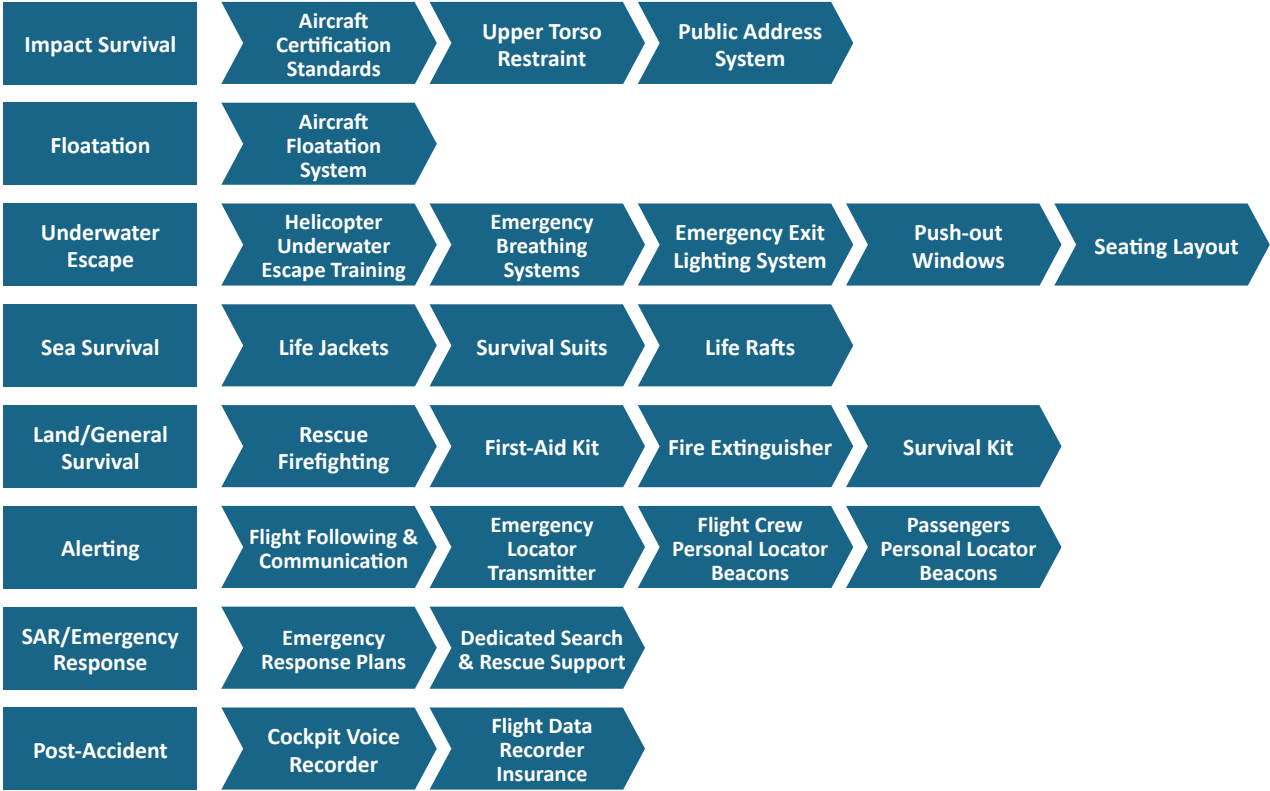 Impact Survival
Aircraft
Certification
Standards
Upper Torso
Restraint
Public Address
System
Floatation
Aircraft
Floatation
System
Underwater
Escape
Helicopter
Underwater
Escape Training
Emergency
Breathing
Systems
Emergency Exit
Lighting System
Push-out
Windows
Seating Layout
Sea Survival
Life Jackets
Survival Suits
Life Rafts
Land/General
Survival
Rescue
Firefighting
First-Aid Kit
Fire Extinguisher
Survival Kit
Alerting
Flight Following &
Communication
Emergency
Locator
Transmitter
Flight Crew
Personal Locator
Beacons
Passengers
Personal Locator
Beacons
SAR/Emergency
Response
Emergency
Response Plans
Dedicated Search
& Rescue Support
Post-Accident
Cockpit Voice
Recorder
Flight Data
Recorder
Insurance